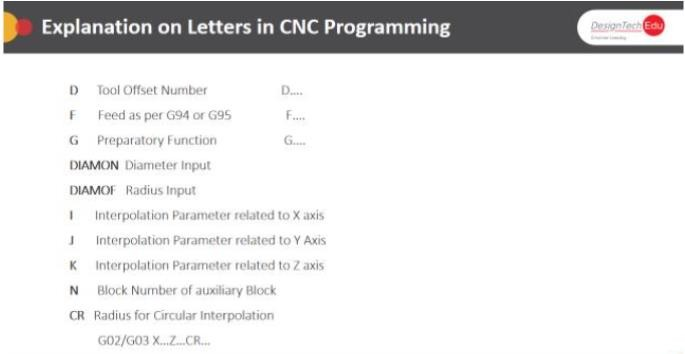 Explanation on Letters in CNC Programming
DesignTech Edu
D Tool Offset Number D....
F Feed as per G94 or G95 F....
G Preparatory Function G....
DIAMON Diameter Input
DIAMOF Radius Input
I Interpolation Parameter related to X axis
J Interpolation Parameter related to Y Axis
K Interpolation Parameter related to Z axis
N Block Number of auxiliary Block
CR Radius for Circular Interpolation
G02/G03 X...Z...CR...